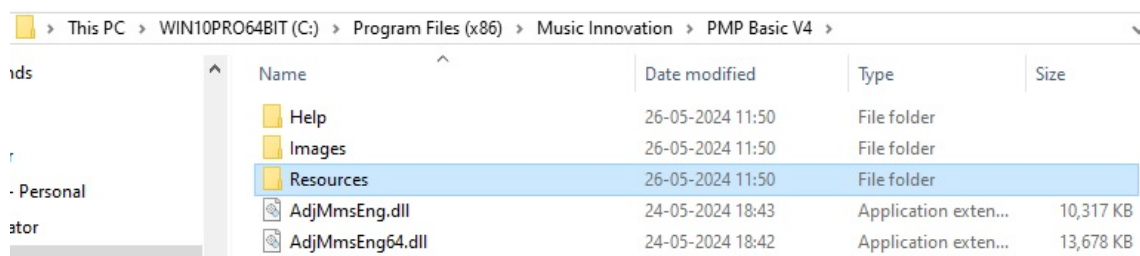 This PC > WIN10PRO64BIT (C:) > Program Files (x86) > Music Innovation > PMP Basic V4 >
Name Date modified Type Size
Help 26-05-2024 11:50 File folder
Images 26-05-2024 11:50 File folder
Resources 26-05-2024 11:50 File folder
- Personal
AdjMmsEng.dll 24-05-2024 18:43 Application exten... 10,317 KB
AdjMmsEng64.dll 24-05-2024 18:42 Application exten... 13,678 KB